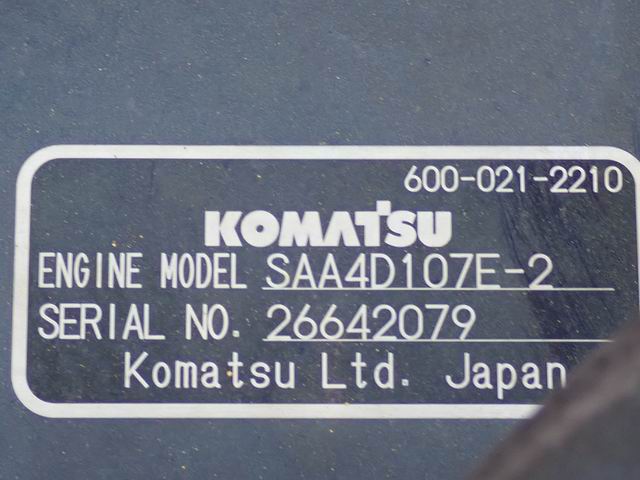 600-021-2210
KOMATSU
ENGINE MODEL SAA4D107E-2
SERIAL NO. 26642079
Komatsu Ltd. Japan